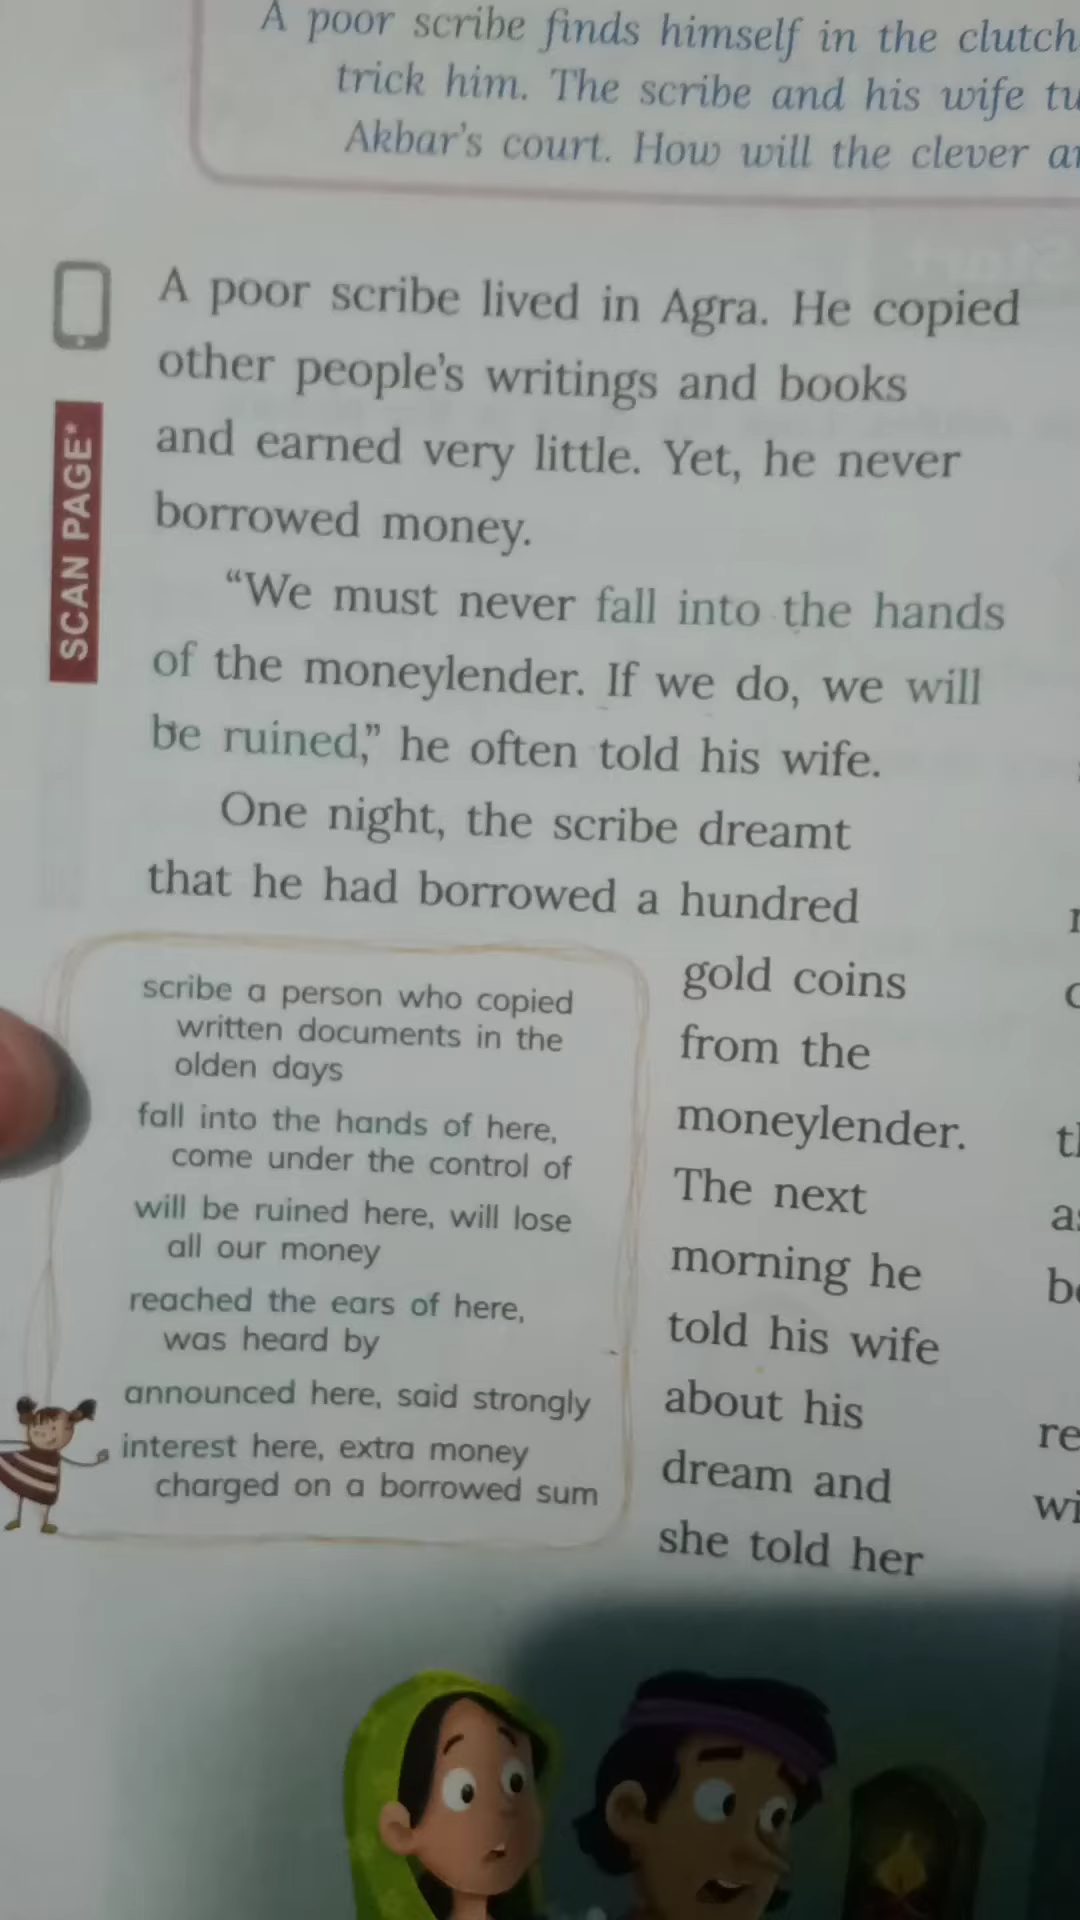 A poor scribe finds himself in the clutch
trick him. The scribe and his wife
Akbar's court. How will the clever
SCAN PAGE*
A poor scribe lived in Agra. He copied
other people's writings and books
and earned very little. Yet, he never
borrowed money.
"We must never fall into the hands
of the moneylender. If we do, we will
be ruined," he often told his wife.
One night, the scribe dreamt
that he had borrowed a hundred
gold coins
from the
moneylender.
The next
morning he
told his wife
about his
dream and
she told her
scribe a person who copied
written documents in the
olden days
fall into the hands of here,
come under the control of
will be ruined here, will lose
all our money
reached the ears of here,
was heard by
announced here, said strongly
interest here, extra money
charged on a borrowed sum